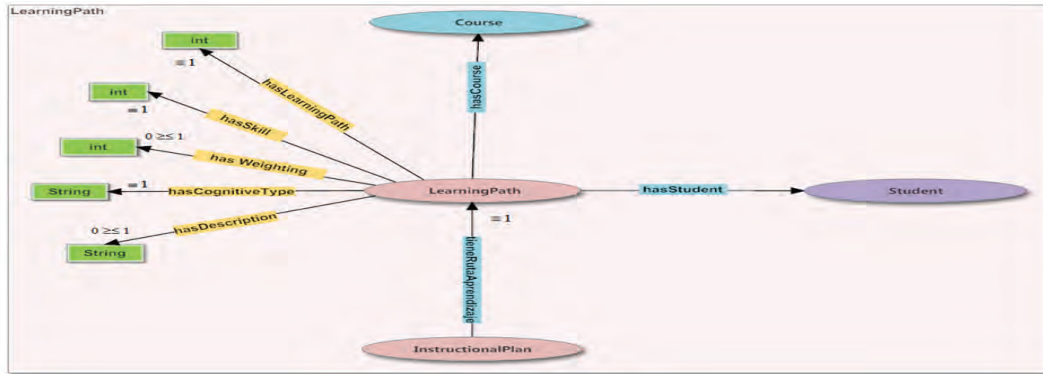 LearningPath
Course
int
= 1
hasCourse
hasLearningPath
int
= 1
hasSkill
0 ≥≤ 1
int
has Weighting
String
= 1
hasCognitiveType
LearningPath
hasStudent
Student
hasDescription
0 ≥≤ 1
String
= 1
tieneRutaAprendizaje
InstructionalPlan